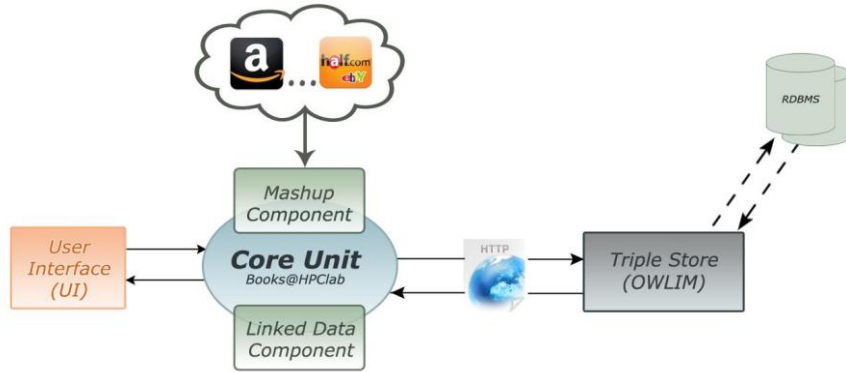 a
...
half.com
ebY
RDBMS
Mashup
Component
User
Interface
(UI)
Core Unit
Books@HPClab
HTTP
Triple Store
(OWLIM)
Linked Data
Component